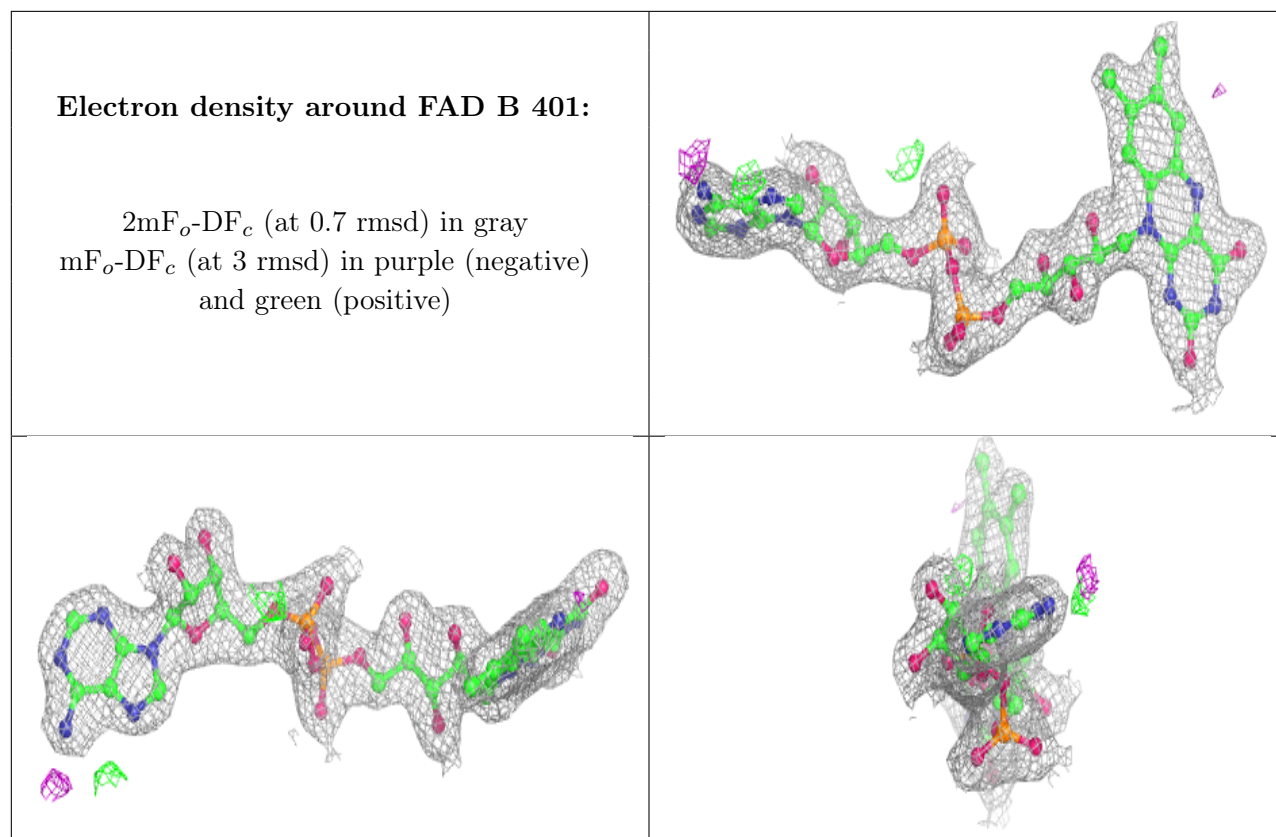 Electron density around FAD B 401:
2mFo-DFc (at 0.7 rmsd) in gray
mFo-DFc (at 3 rmsd) in purple (negative)
and green (positive)